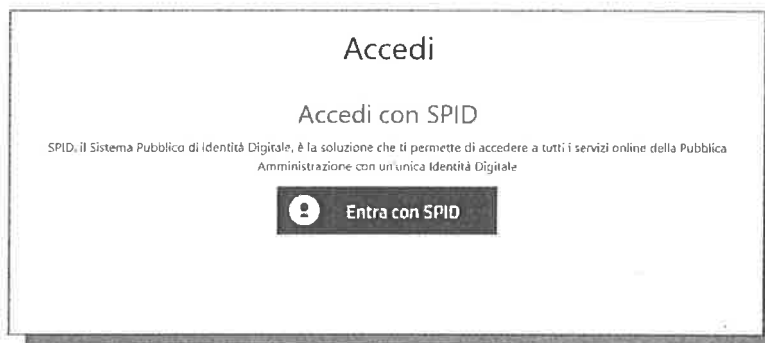 Accedi
Accedi con SPID
SPID, il Sistema Pubblico di Identità Digitale, è la soluzione che ti permette di accedere a tutti i servizi online della Pubblica
Amministrazione con un'unica Identità Digitale
Entra con SPID